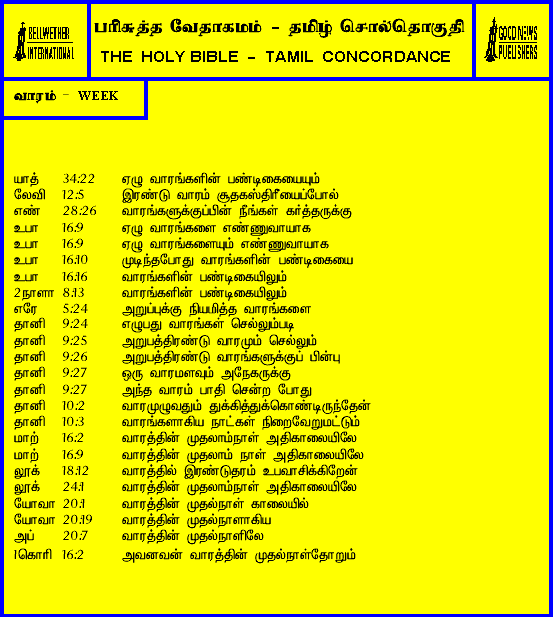 BELLWETHER
INTERNATIONAL
பரிசுத்த வேதாகமம் - தமிழ் சொல்தொகுதி
THE HOLY BIBLE - TAMIL CONCORDANCE
GOOD NEWS
PUBLISHERS
வாரம் - WEEK
யாத் 34:22 ஏழு வாரங்களின் பண்டிகையையும்
லேவி 12:5 இரண்டு வாரம் சூதகஸ்திரீயைப்போல்
எண் 28:26 வாரங்களுக்குப்பின் நீங்கள் கர்த்தருக்கு
உபா 16:9 ஏழு வாரங்களை எண்ணுவாயாக
உபா 16:9 ஏழு வாரங்களையும் எண்ணுவாயாக
உபா 16:10 முடிந்தபோது வாரங்களின் பண்டிகையை
உபா 16:16 வாரங்களின் பண்டிகையிலும்
2நாளா 8:13 வாரங்களின் பண்டிகையிலும்
எரே 5:24 அறுப்புக்கு நியமித்த வாரங்களை
தானி 9:24 எழுபது வாரங்கள் செல்லும்படி
தானி 9:25 அறுபத்திரண்டு வாரமும் செல்லும்
தானி 9:26 அறுபத்திரண்டு வாரங்களுக்குப் பின்பு
தானி 9:27 ஒரு வாரமளவும் அநேகருக்கு
தானி 9:27 அந்த வாரம் பாதி சென்ற போது
தானி 10:2 வாரமுழுவதும் துக்கித்துக்கொண்டிருந்தேன்
தானி 10:3 வாரங்களாகிய நாட்கள் நிறைவேறுமட்டும்
மாற் 16:2 வாரத்தின் முதலாம்நாள் அதிகாலையிலே
மாற் 16:9 வாரத்தின் முதலாம் நாள் அதிகாலையிலே
லூக் 18:12 வாரத்தில் இரண்டுதரம் உபவாசிக்கிறேன்
லூக் 24:1 வாரத்தின் முதலாம்நாள் அதிகாலையிலே
யோவா 20:1 வாரத்தின் முதல்நாள் காலையில்
யோவா 20:19 வாரத்தின் முதல்நாளாகிய
அப் 20:7 வாரத்தின் முதல்நாளிலே
1கொரி 16:2 அவனவன் வாரத்தின் முதல்நாள்தோறும்